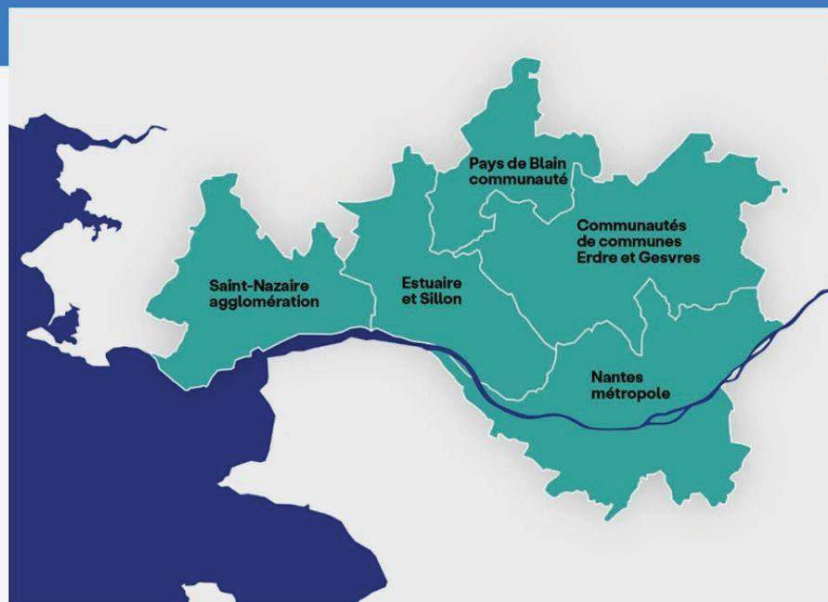 Pays de Blain
communauté
Communautés
de communes
Erdre et Gesvres
Saint-Nazaire
agglomération
Estuaire
et Sillon
Nantes
métropole